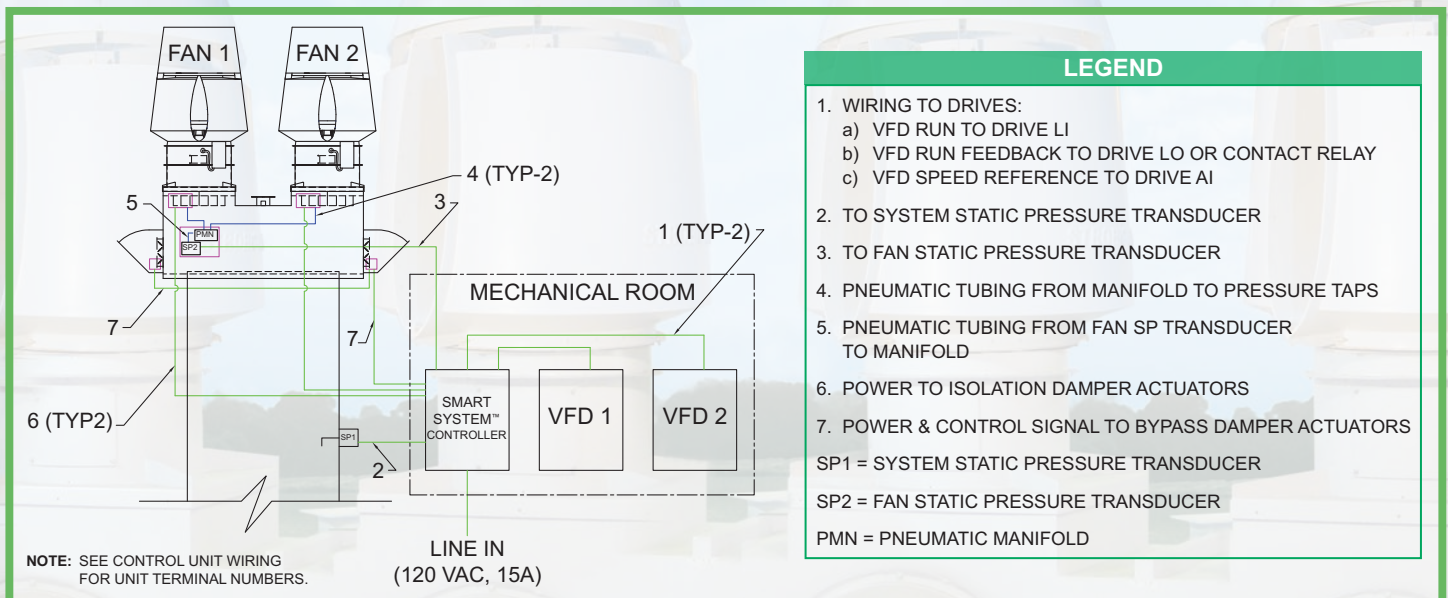 FAN 1
FAN 2
4 (TYP-2)
5
3
PMN
SP2
1 (TYP-2)
MECHANICAL ROOM
7
7
SMART
SYSTEM™
CONTROLLER
VFD 1
VFD 2
6 (TYP2)
SP1
2
LINE IN
(120 VAC, 15A)
NOTE: SEE CONTROL UNIT WIRING
FOR UNIT TERMINAL NUMBERS.
LEGEND
1. WIRING TO DRIVES:
a) VFD RUN TO DRIVE LI
b) VFD RUN FEEDBACK TO DRIVE LO OR CONTACT RELAY
c) VFD SPEED REFERENCE TO DRIVE AI
2. TO SYSTEM STATIC PRESSURE TRANSDUCER
3. TO FAN STATIC PRESSURE TRANSDUCER
4. PNEUMATIC TUBING FROM MANIFOLD TO PRESSURE TAPS
5. PNEUMATIC TUBING FROM FAN SP TRANSDUCER
TO MANIFOLD
6. POWER TO ISOLATION DAMPER ACTUATORS
7. POWER & CONTROL SIGNAL TO BYPASS DAMPER ACTUATORS
SP1 = SYSTEM STATIC PRESSURE TRANSDUCER
SP2 = FAN STATIC PRESSURE TRANSDUCER
PMN = PNEUMATIC MANIFOLD